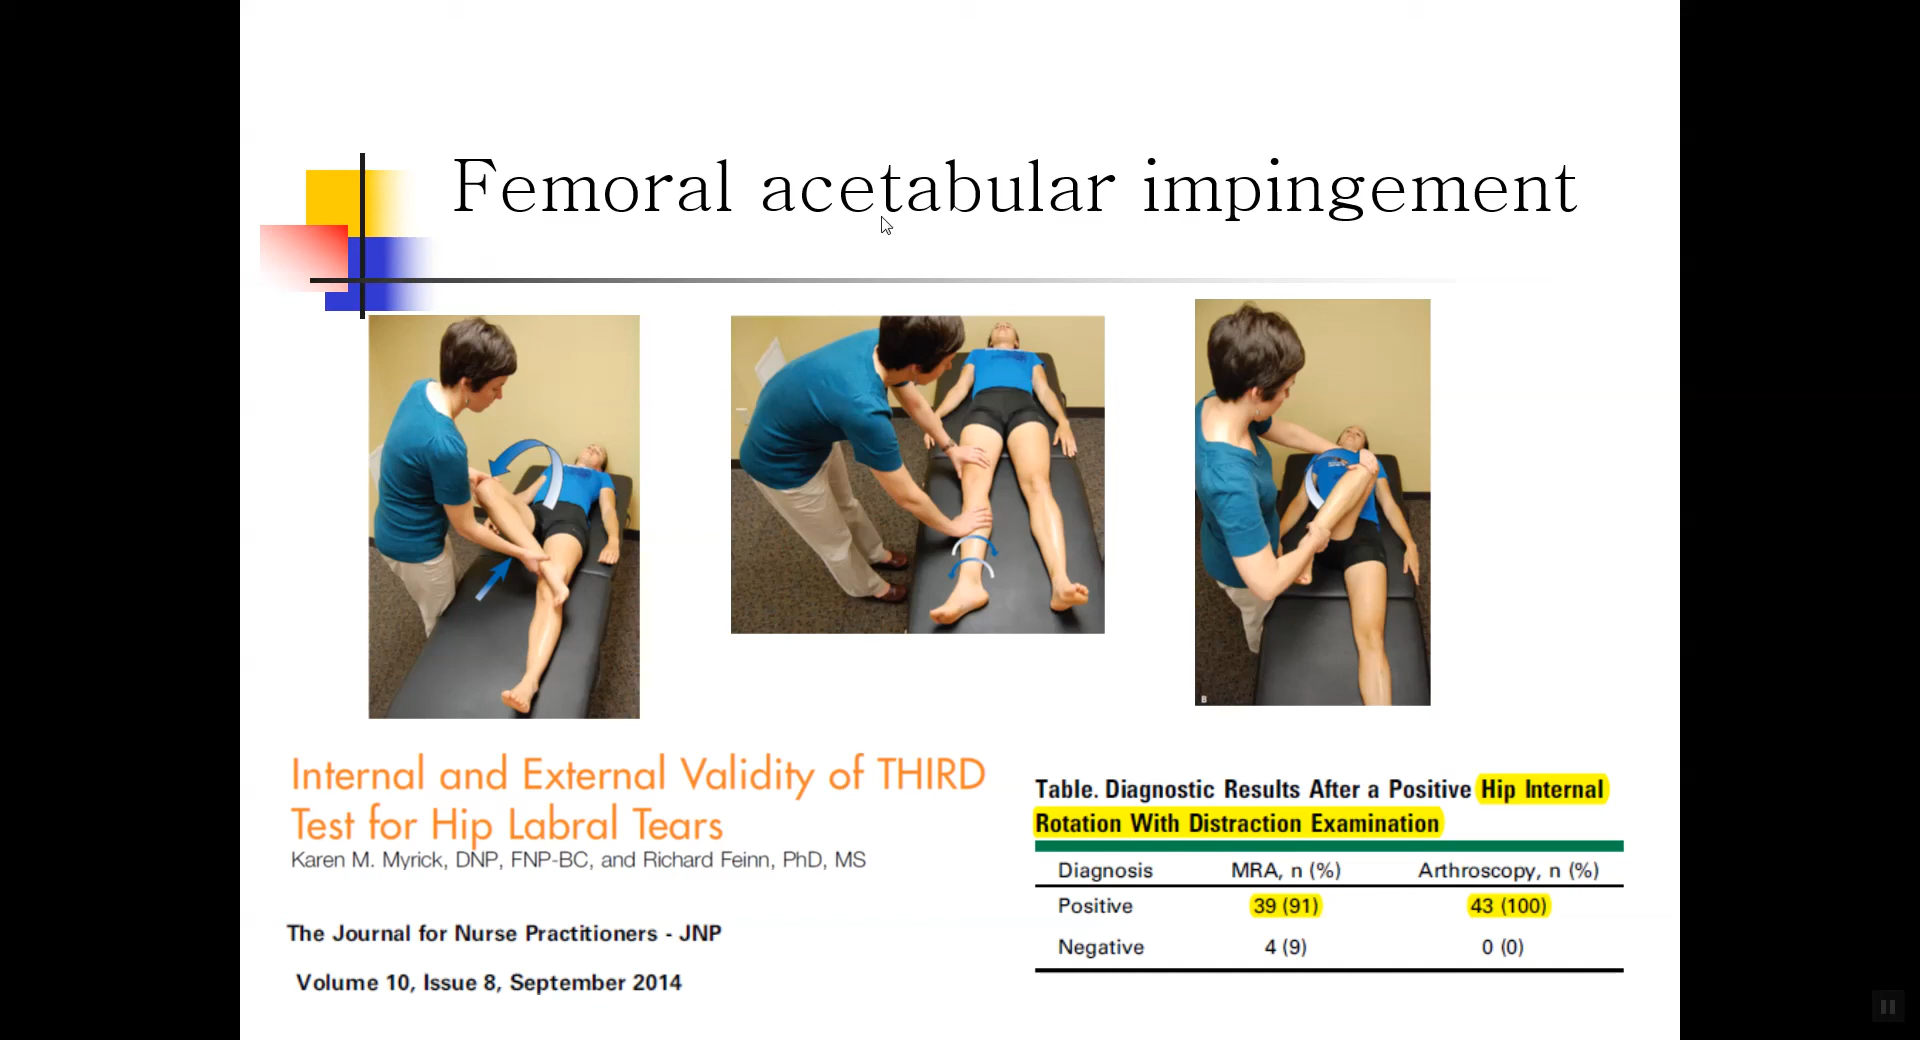 Femoral acetabular impingement
B
Internal and External Validity of THIRD
Test for Hip Labral Tears
Karen M. Myrick, DNP, FNP-BC, and Richard Feinn, PhD, MS
The Journal for Nurse Practitioners - JNP
Volume 10, Issue 8, September 2014
Table. Diagnostic Results After a Positive Hip Internal
Rotation With Distraction Examination
Diagnosis MRA, n (%) Arthroscopy, n (%)
Positive 39 (91) 43 (100)
Negative 4 (9) 0 (0)